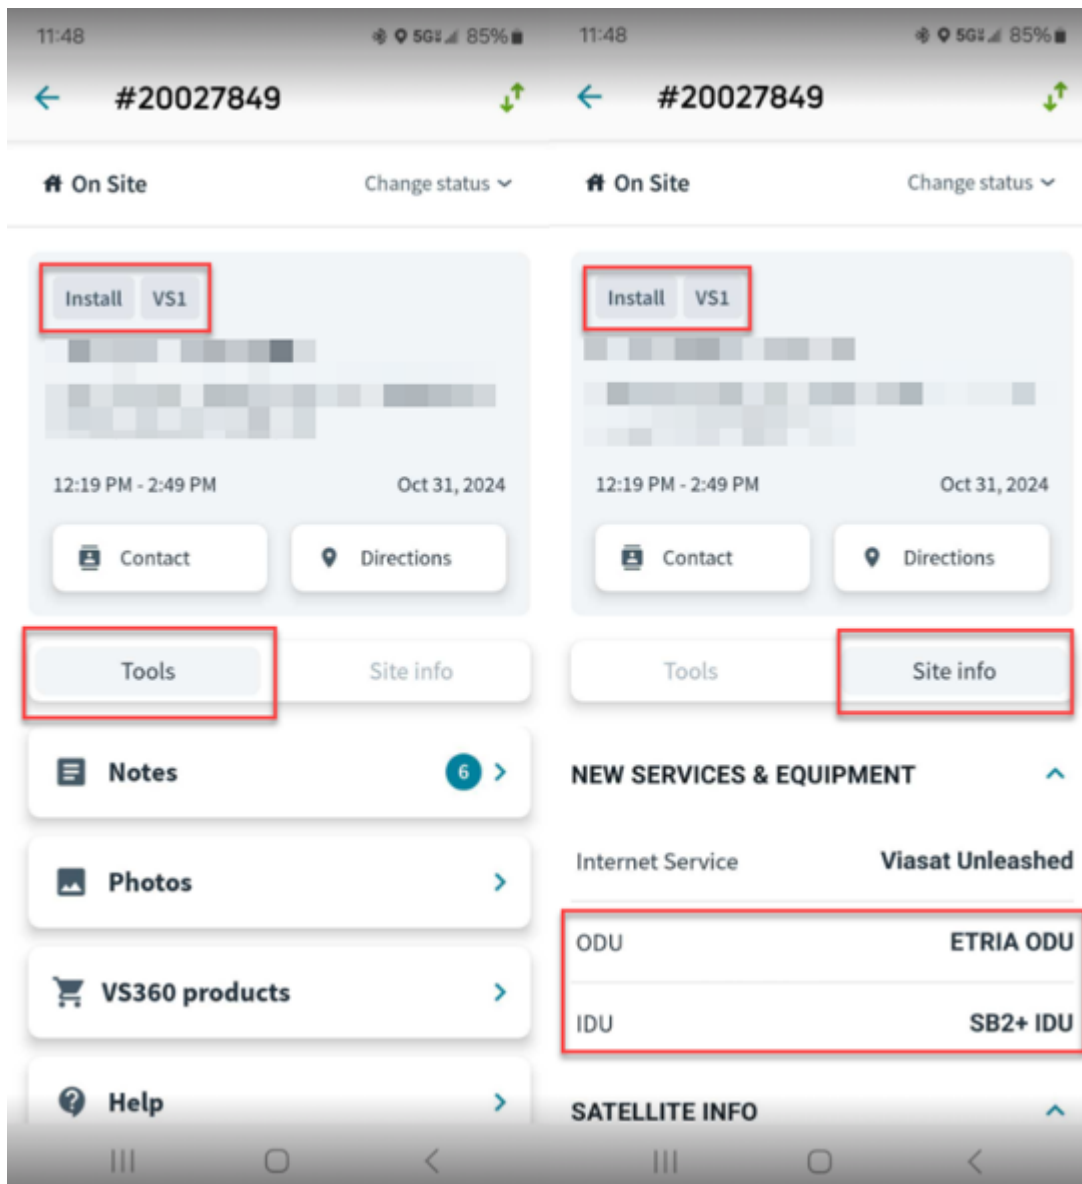 11:48 5G 85%
#20027849
On Site Change status
Install VS1
12:19 PM - 2:49 PM Oct 31, 2024
Contact Directions
Tools Site info
Notes 6
Photos
VS360 products
Help
11:48 5G 85%
#20027849
On Site Change status
Install VS1
12:19 PM - 2:49 PM Oct 31, 2024
Contact Directions
Tools Site info
NEW SERVICES & EQUIPMENT
Internet Service Viasat Unleashed
ODU ETRIA ODU
IDU SB2+ IDU
SATELLITE INFO